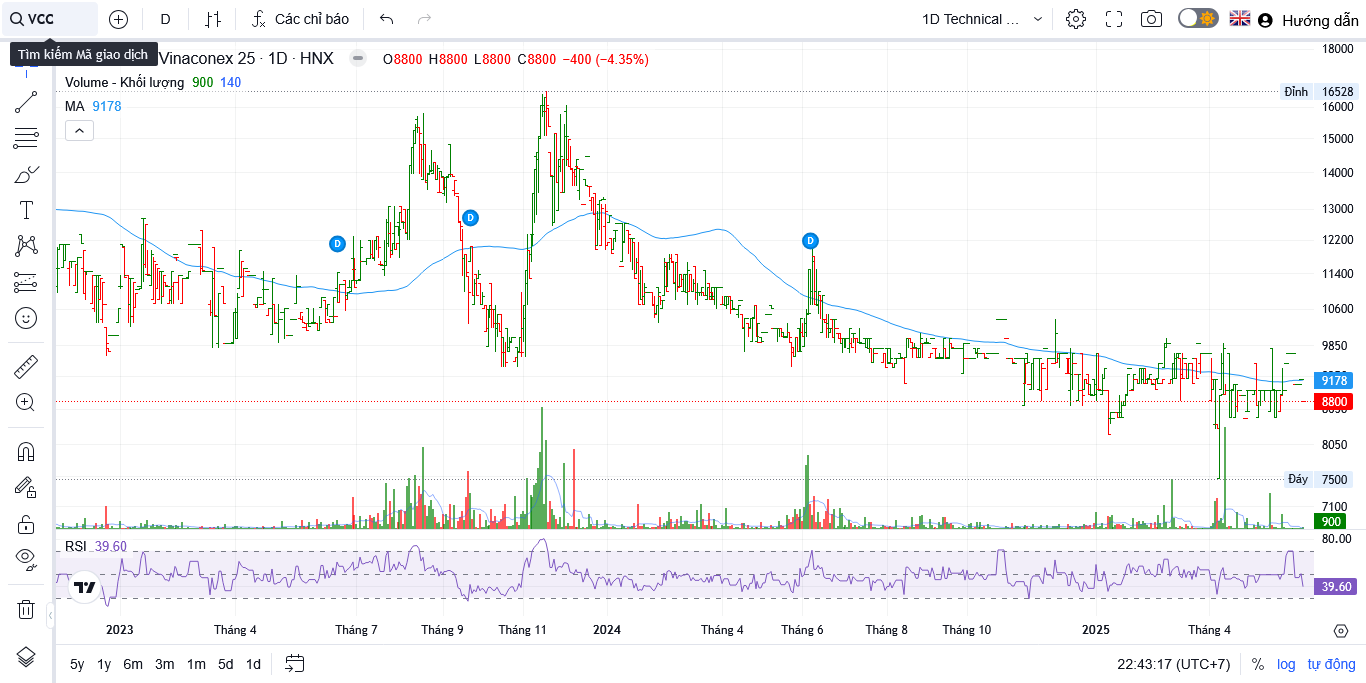 VCC
D
Các chỉ báo
1D Technical ...
Hướng dẫn
Tìm kiếm Mã giao dịch
Vinaconex 25 · 1D · HNX
O8800 H8800 L8800 C8800 −400 (−4.35%)
Volume - Khối lượng 900 140
MA 9178
18000
Đỉnh 16528
16000
15000
14000
13000
12200
11400
10600
9850
9178
8800
8050
Đáy 7500
7100
900
D
D
D
RSI 39.60
80.00
39.60
2023
Tháng 4
Tháng 7
Tháng 9
Tháng 11
2024
Tháng 4
Tháng 6
Tháng 8
Tháng 10
2025
Tháng 4
5y 1y 6m 3m 1m 5d 1d
22:43:17 (UTC+7)
% log tự động